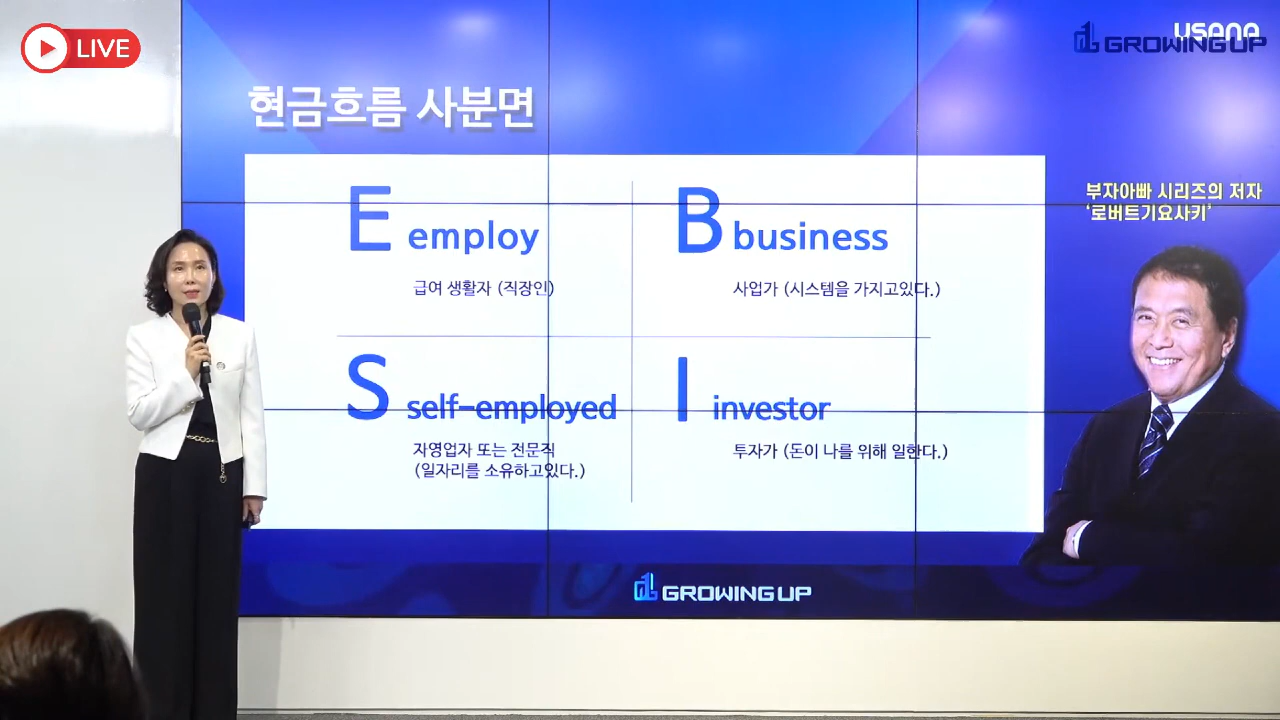 LIVE
USANA
GROWING UP
현금흐름 사분면
부자아빠 시리즈의 저자
‘로버트기요사키’
E employ
급여 생활자 (직장인)
B business
사업가 (시스템을 가지고있다.)
S self-employed
자영업자 또는 전문직
(일자리를 소유하고있다.)
I investor
투자가 (돈이 나를 위해 일한다.)
GROWING UP